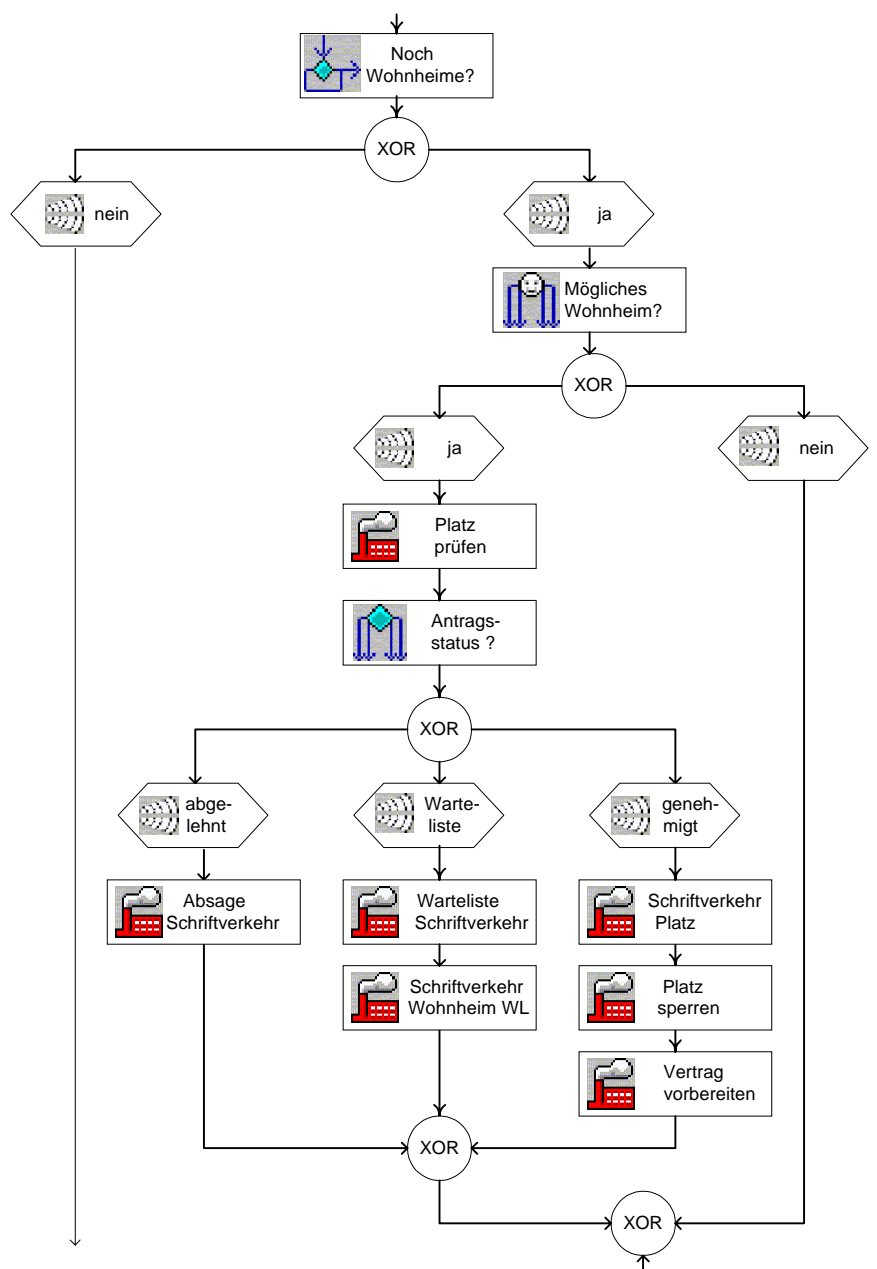 Noch
Wohnheime?
XOR
nein
ja
Mögliches
Wohnheim?
XOR
ja
nein
Platz
prüfen
Antrags-
status ?
XOR
abge-
lehnt
Warte-
liste
geneh-
migt
Absage
Schriftverkehr
Warteliste
Schriftverkehr
Schriftverkehr
Platz
Schriftverkehr
Wohnheim WL
Platz
sperren
Vertrag
vorbereiten
XOR
XOR